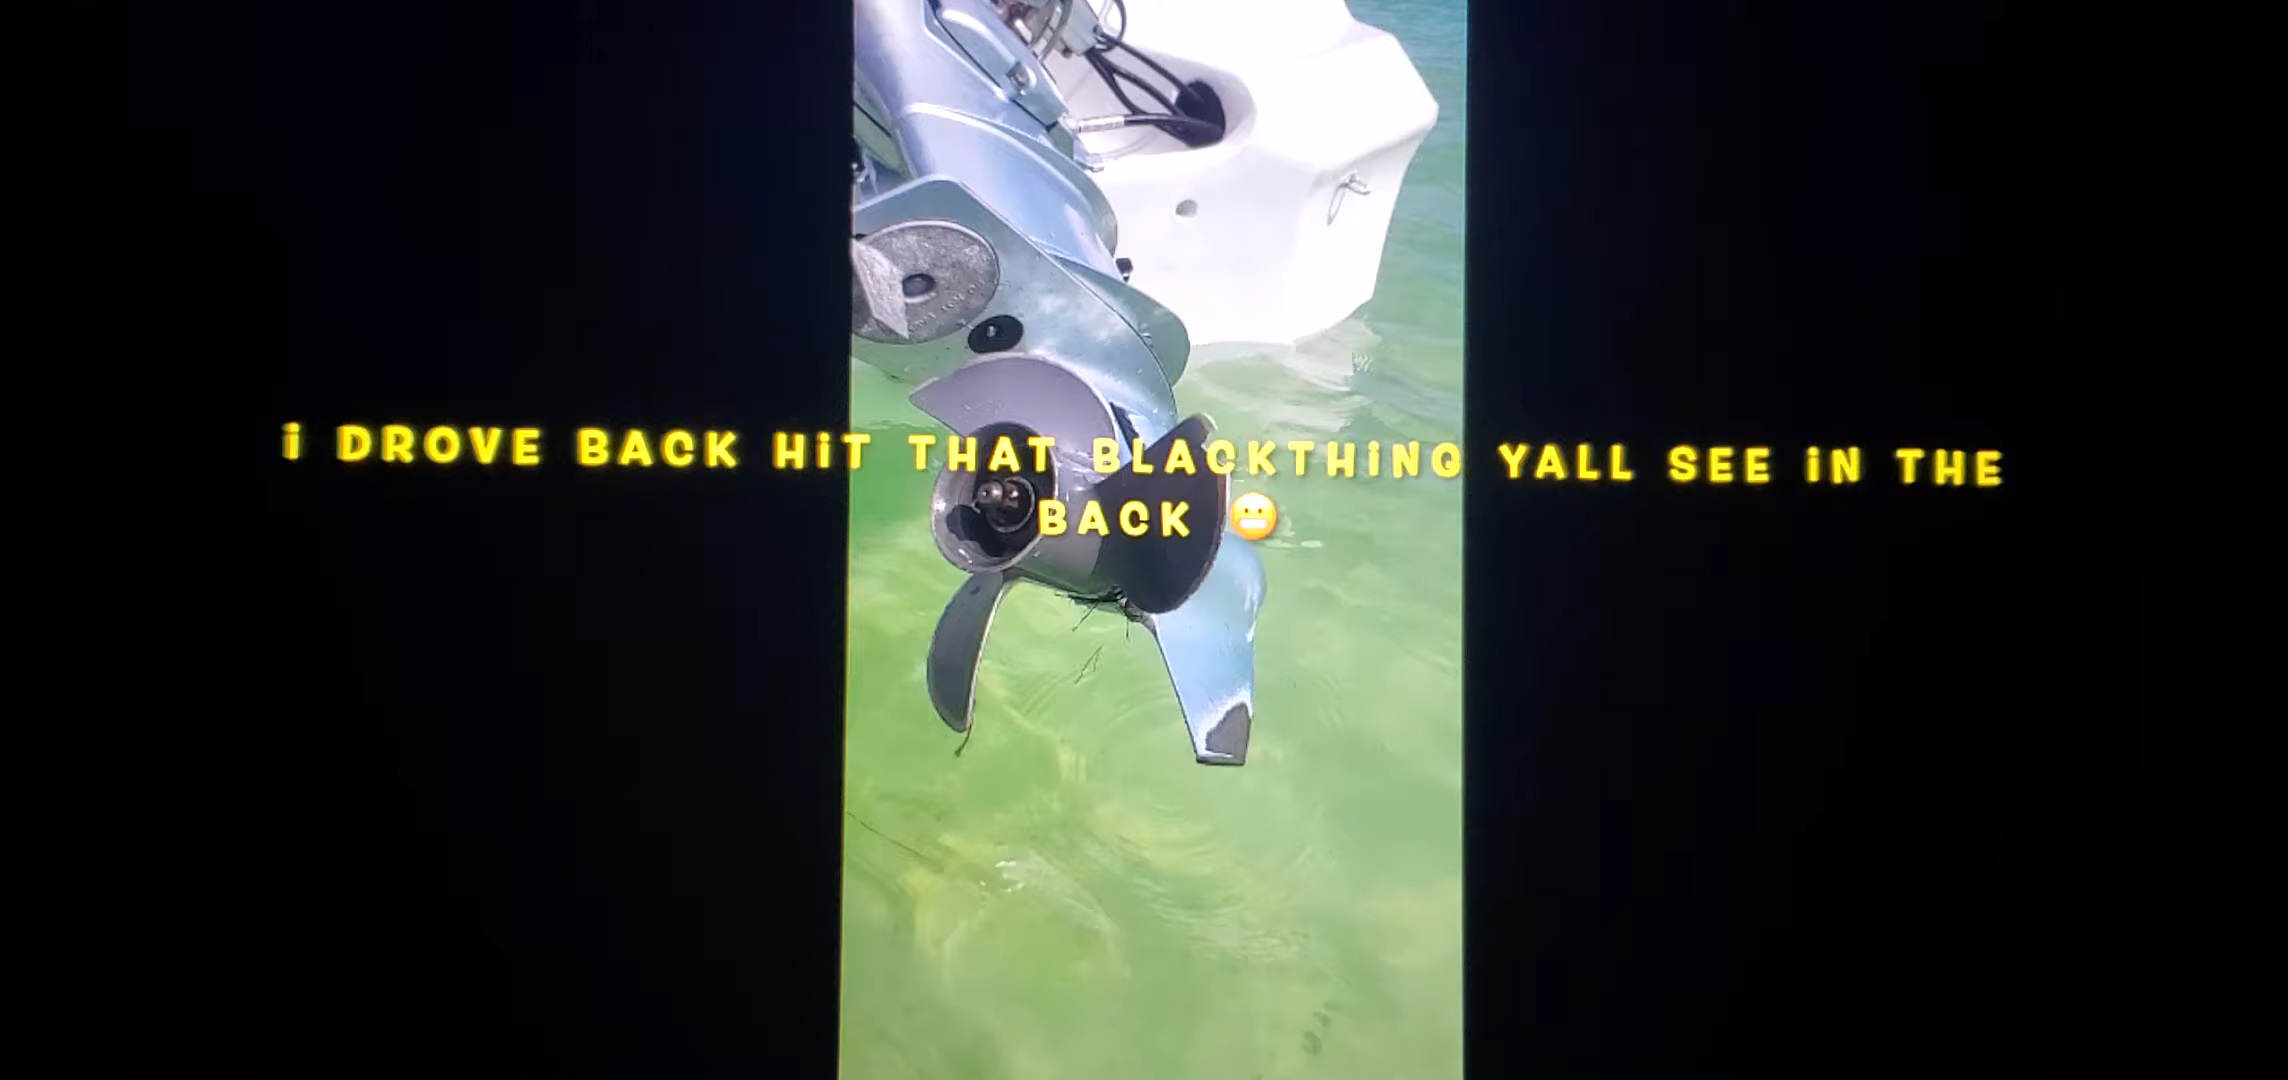 i DROVE BACK HiT THAT BLACKTHiNG YALL SEE iN THE
BACK 😬